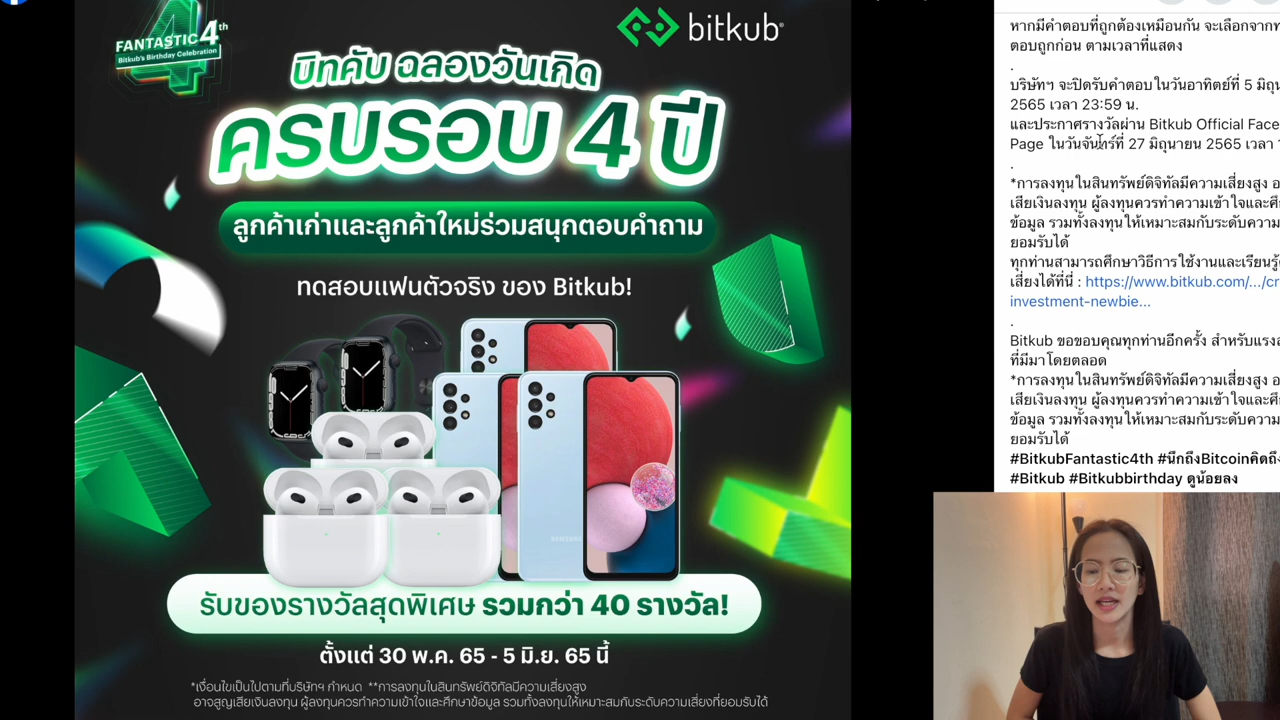 FANTASTIC 4th
Bitkub's Birthday Celebration
bitkub
บิทคับ ฉลองวันเกิด
ครบรอบ 4 ปี
ลูกค้าเก่าและลูกค้าใหม่ร่วมสนุกตอบคำถาม
ทดสอบแฟนตัวจริง ของ Bitkub!
SAMSUNG
รับของรางวัลสุดพิเศษ รวมกว่า 40 รางวัล!
ตั้งแต่ 30 พ.ค. 65 - 5 มิ.ย. 65 นี้
*เงื่อนไขเป็นไปตามที่บริษัทฯ กำหนด **การลงทุนในสินทรัพย์ดิจิทัลมีความเสี่ยงสูง
อาจสูญเสียเงินลงทุน ผู้ลงทุนควรทำความเข้าใจและศึกษาข้อมูล รวมทั้งลงทุนให้เหมาะสมกับระดับความเสี่ยงที่ยอมรับได้
หากมีคำตอบที่ถูกต้องเหมือนกัน จะเลือกจาก
ตอบถูกก่อน ตามเวลาที่แสดง
.
บริษัทฯ จะปิดรับคำตอบในวันอาทิตย์ที่ 5
2565 เวลา 23:59 น.
และประกาศรางวัลผ่าน Bitkub Official Face
Page ในวันจันทร์ที่ 27 มิถุนายน 2565 เวลา
.
*การลงทุนในสินทรัพย์ดิจิทัลมีความเสี่ยงสูง อ
เสียเงินลงทุน ผู้ลงทุนควรทำความเข้าใจและศึ
ข้อมูล รวมทั้งลงทุนให้เหมาะสมกับระดับความ
ยอมรับได้
ทุกท่านสามารถศึกษาวิธีการใช้งานและเรียนรู้
เสี่ยงได้ที่นี่ : https://www.bitkub.com/.../cr
investment-newbie...
.
Bitkub ขอขอบคุณทุกท่านอีกครั้ง สำหรับแรง
ที่มีมาโดยตลอด
*การลงทุนในสินทรัพย์ดิจิทัลมีความเสี่ยงสูง อ
เสียเงินลงทุน ผู้ลงทุนควรทำความเข้าใจและศึ
ข้อมูล รวมทั้งลงทุนให้เหมาะสมกับระดับความ
ยอมรับได้
#BitkubFantastic4th #นึกถึงBitcoinคิดถึง
#Bitkub #Bitkubbirthday ดูน้อยลง